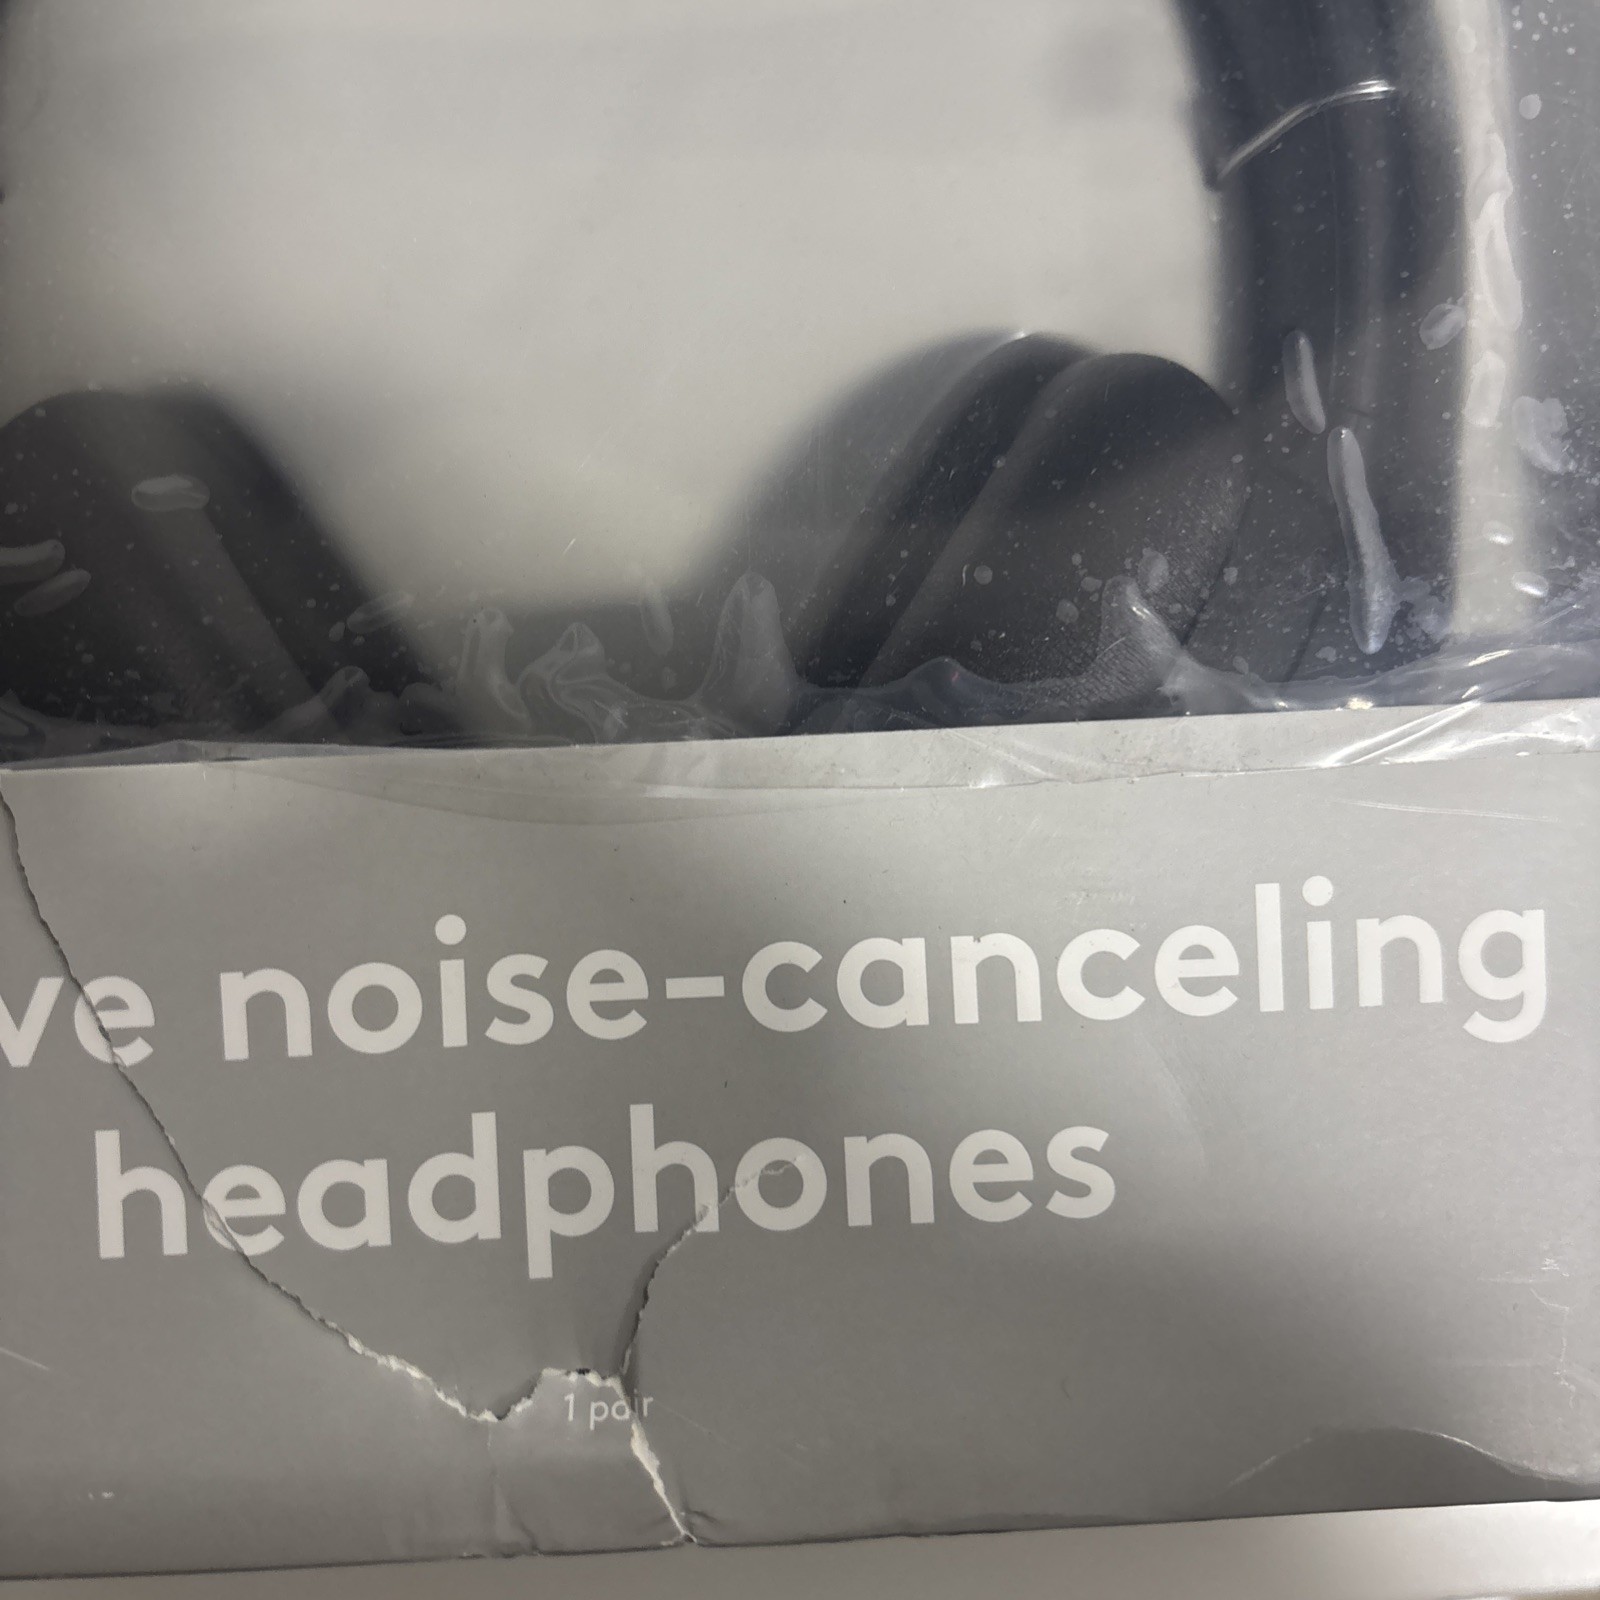 ve noise-canceling
headphones
1 pair